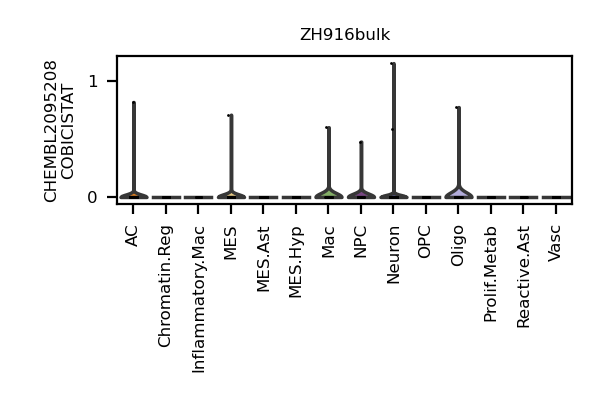 ZH916bulk
CHEMBL2095208
COBICISTAT
1
0
AC
Chromatin.Reg
Inflammatory.Mac
MES
MES.Ast
MES.Hyp
Mac
NPC
Neuron
OPC
Oligo
Prolif.Metab
Reactive.Ast
Vasc